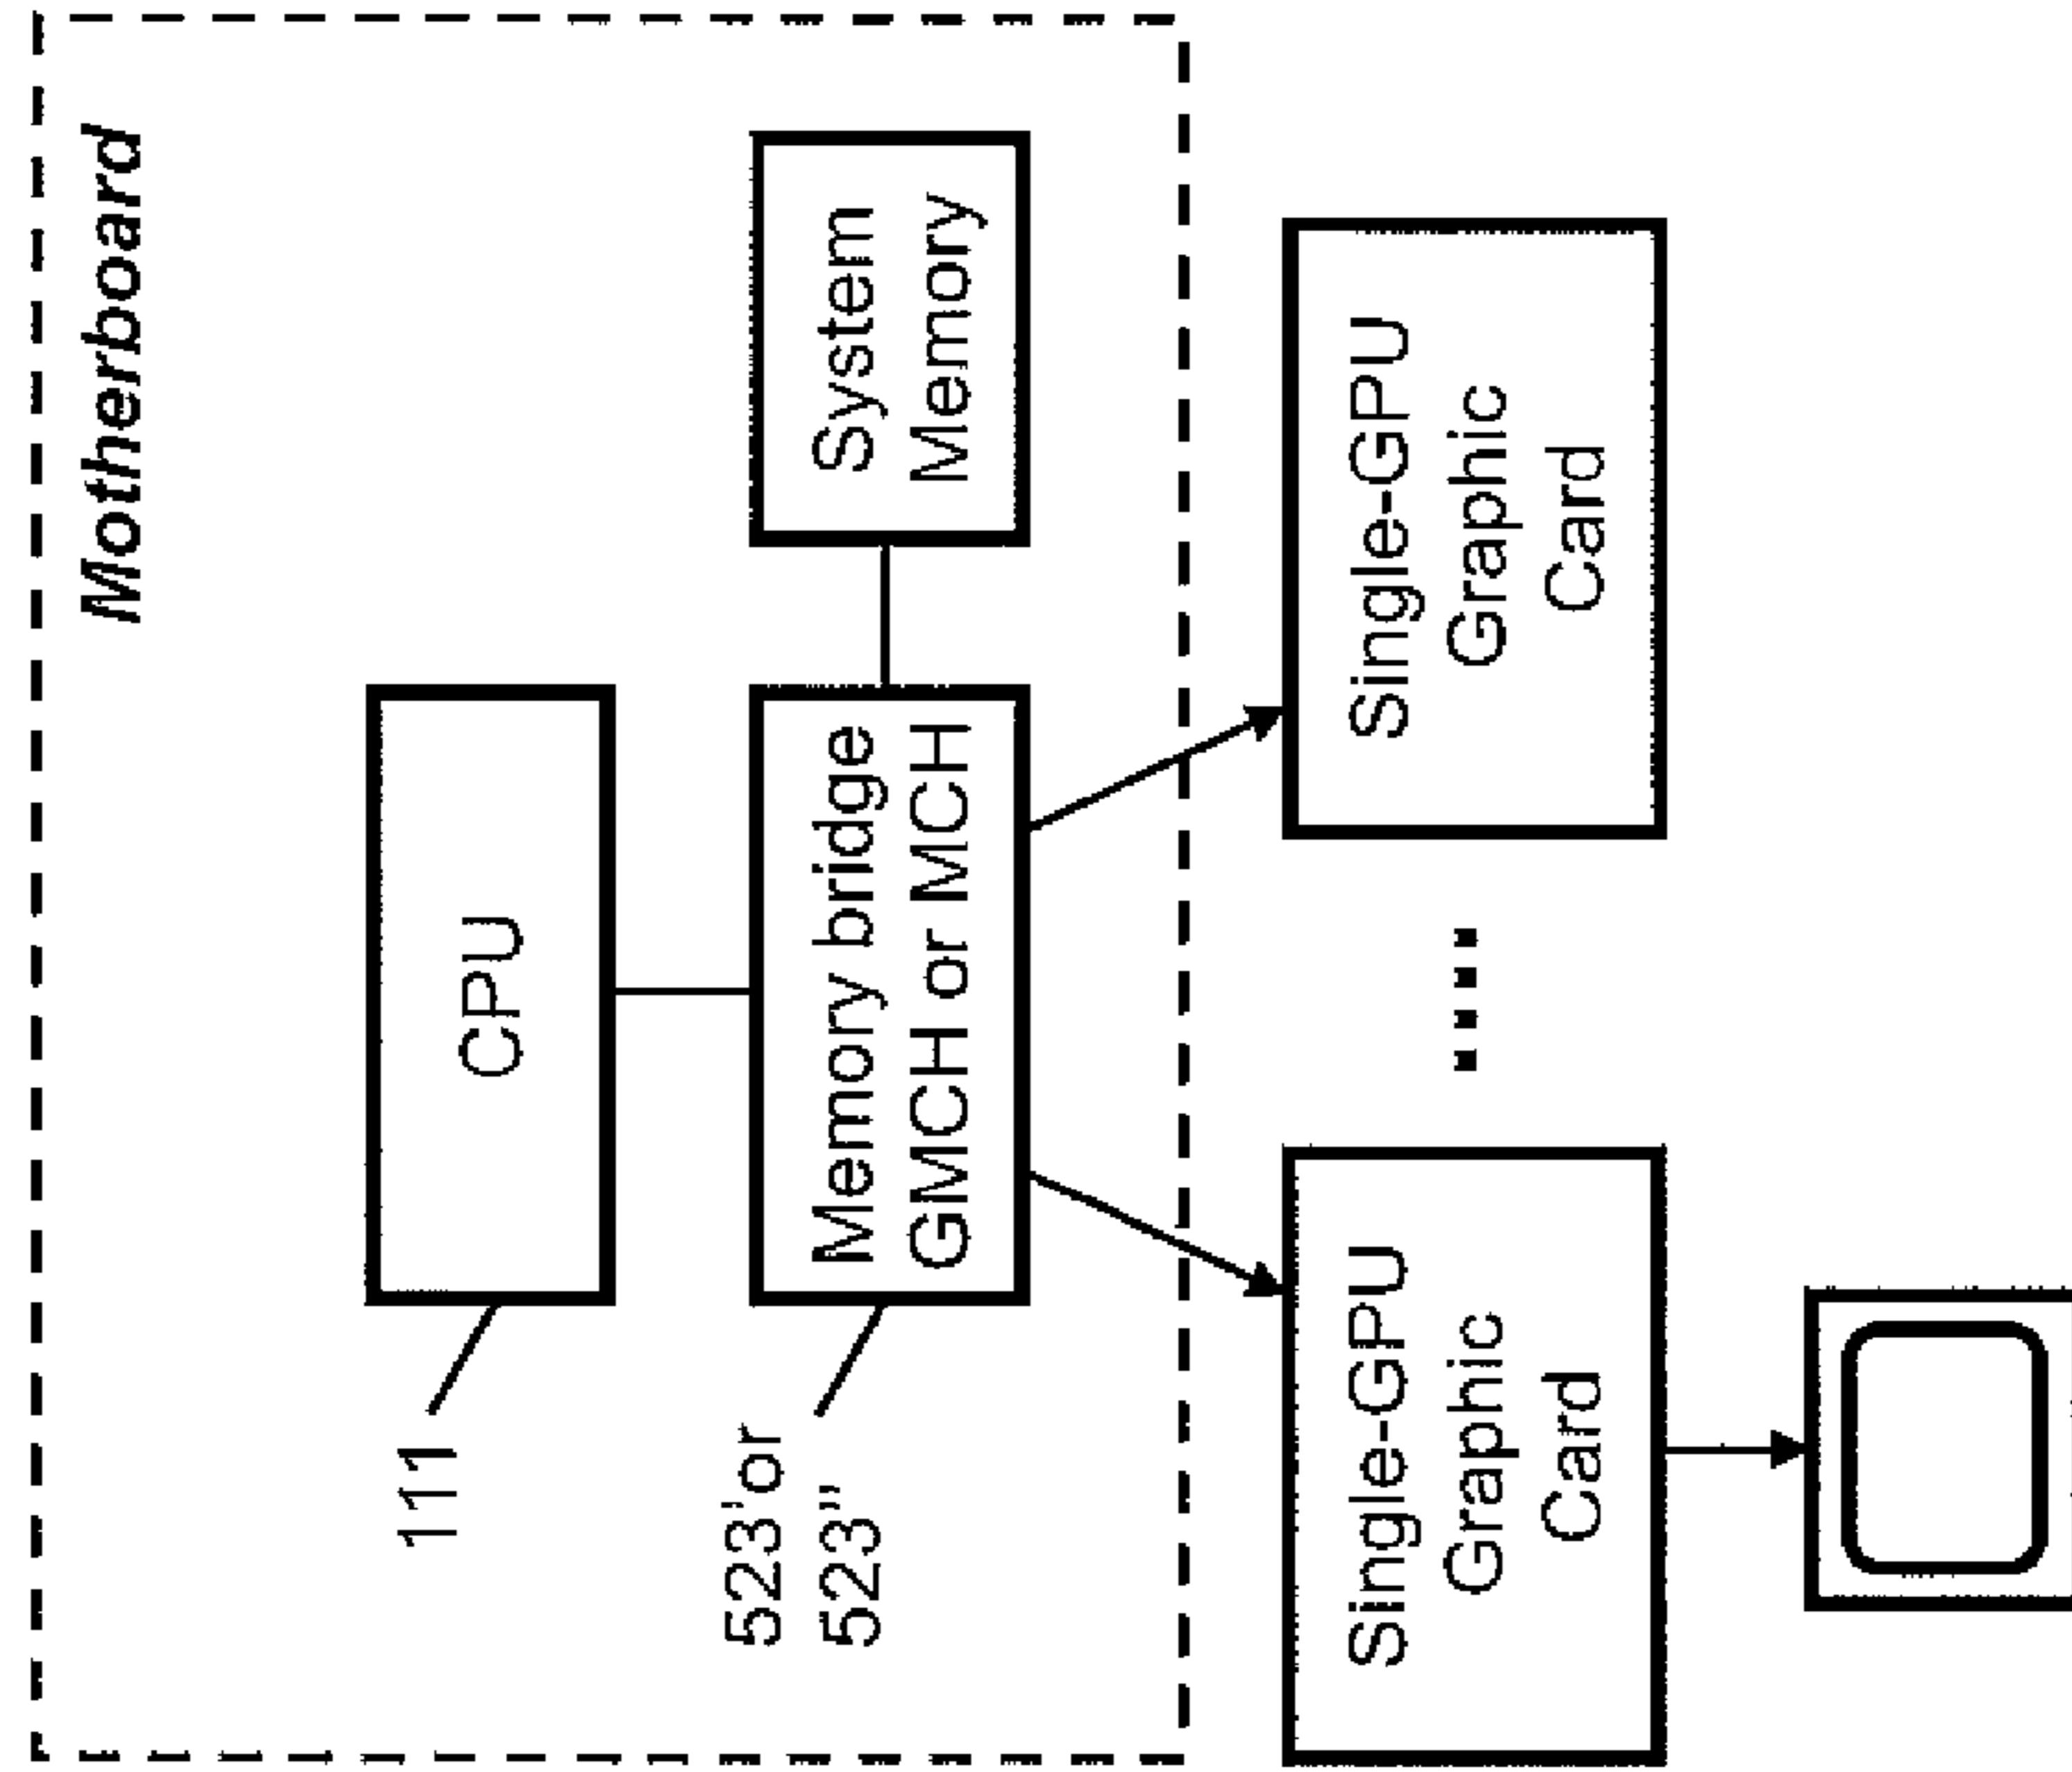 Motherboard
CPU
111
Memory bridge
GMCH or MCH
System
Memory
523'or
523"
Single-GPU
Graphic
Card
Single-GPU
Graphic
Card